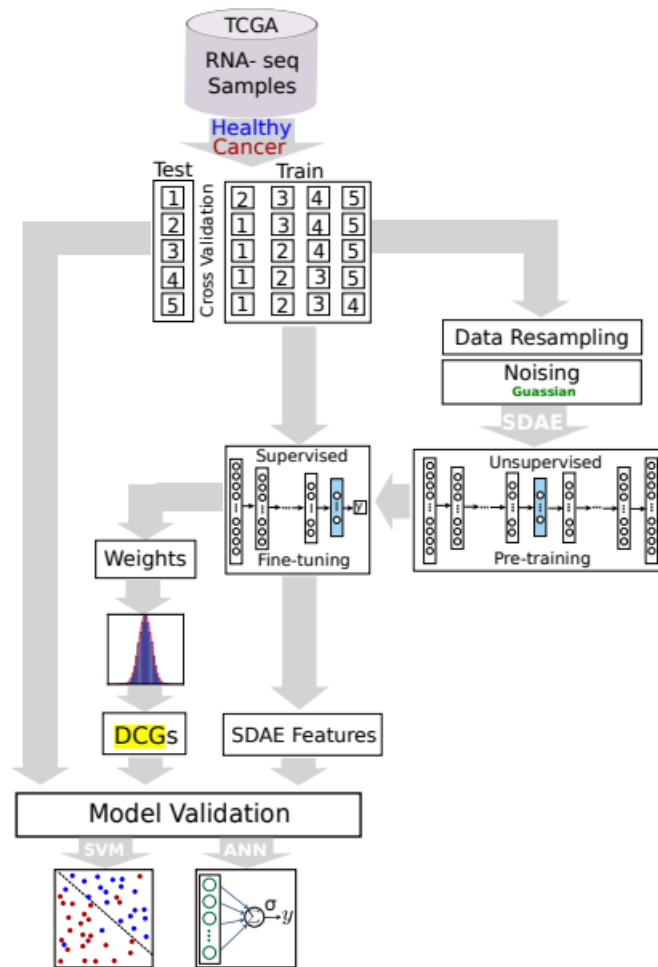 TCGA
RNA- seq
Samples
Healthy
Cancer
Test
Train
Cross Validation
1
2 3 4 5
2
1 3 4 5
3
1 2 4 5
4
1 2 3 5
5
1 2 3 4
Data Resampling
Noising
Guassian
SDAE
Supervised
y
Fine-tuning
Unsupervised
Pre-training
Weights
DCGs
SDAE Features
Model Validation
SVM
ANN
Σ
σ
y